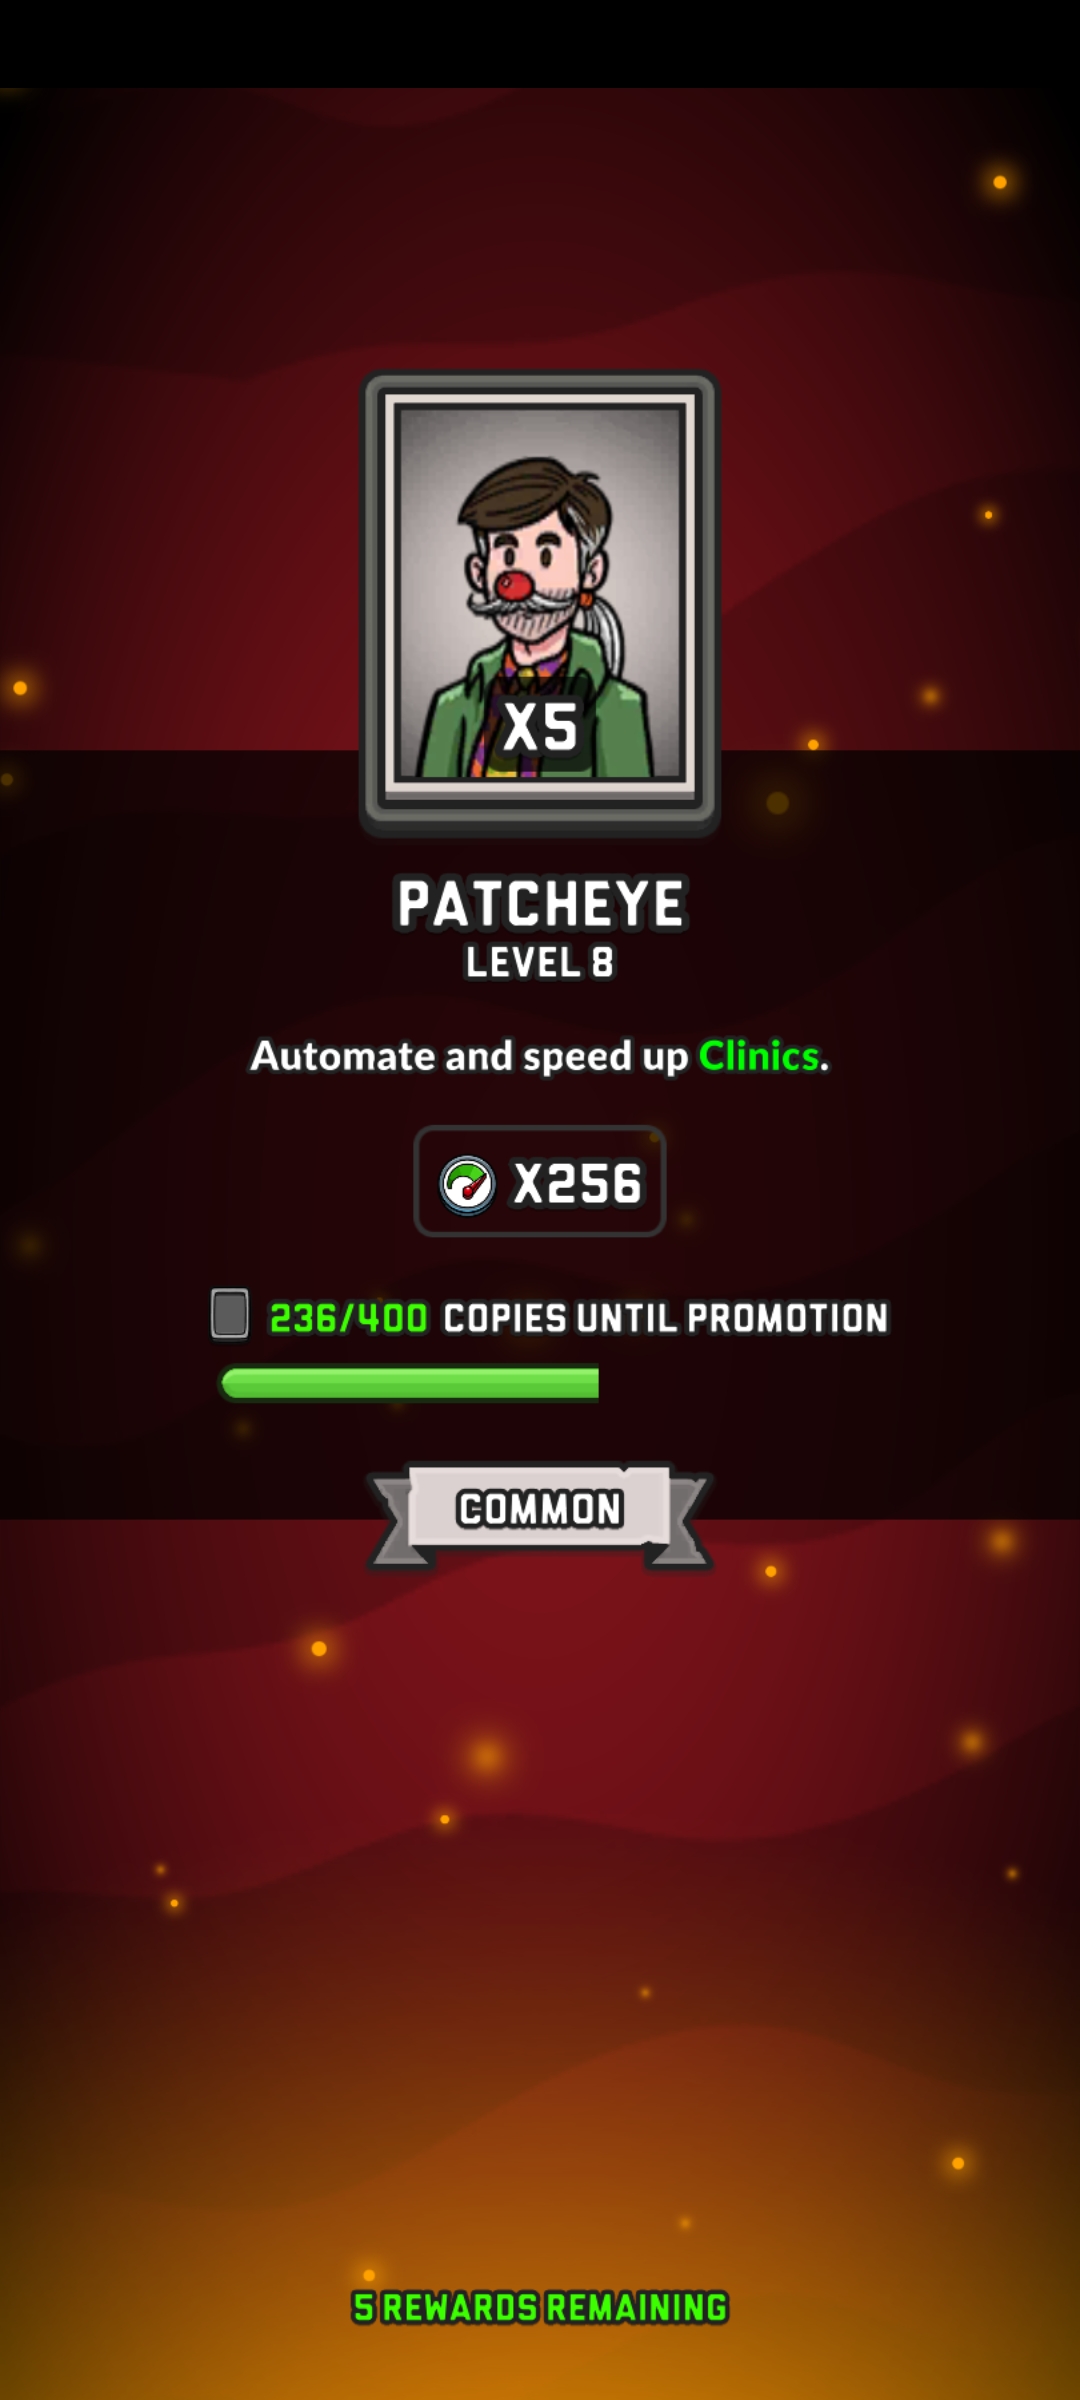 X5
PATCHEYE
LEVEL 8
Automate and speed up Clinics.
X256
236/400 COPIES UNTIL PROMOTION
COMMON
5 REWARDS REMAINING